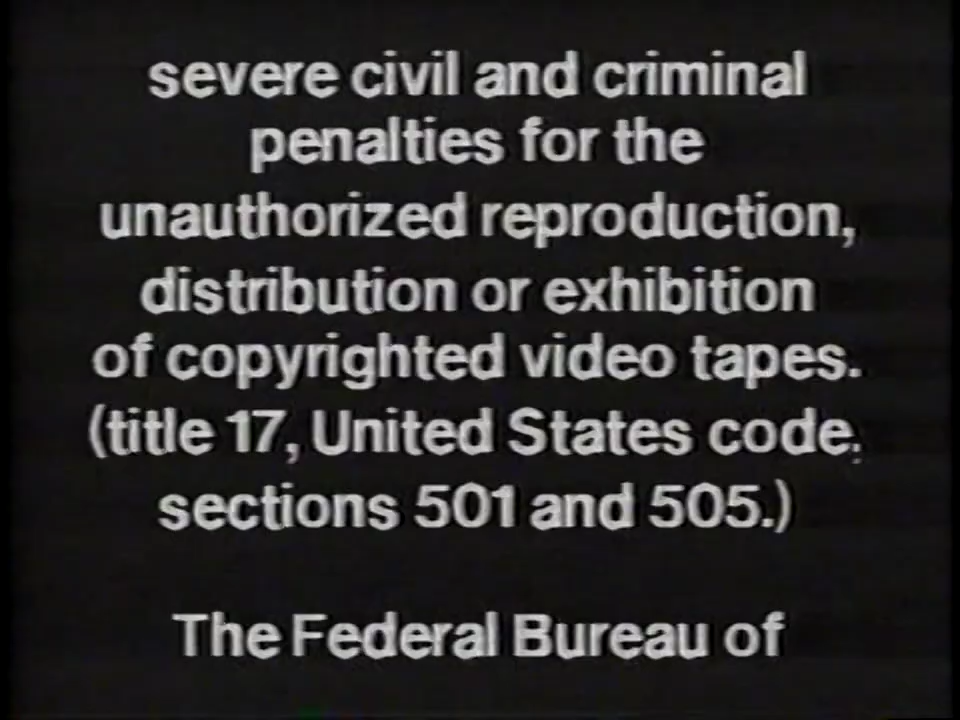 severe civil and criminal
penalties for the
unauthorized reproduction,
distribution or exhibition
of copyrighted video tapes.
(title 17, United States code,
sections 501 and 505.)
The Federal Bureau of